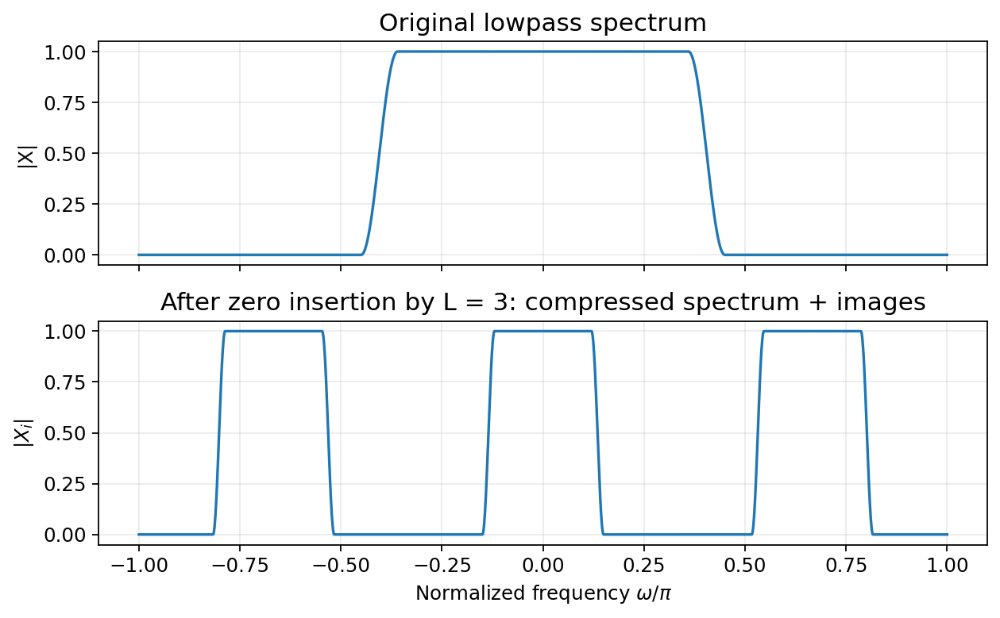 Original lowpass spectrum
1.00
0.75
0.50
0.25
0.00
|X|
After zero insertion by L = 3: compressed spectrum + images
1.00
0.75
0.50
0.25
0.00
|X_i|
−1.00 −0.75 −0.50 −0.25 0.00 0.25 0.50 0.75 1.00
Normalized frequency ω/π